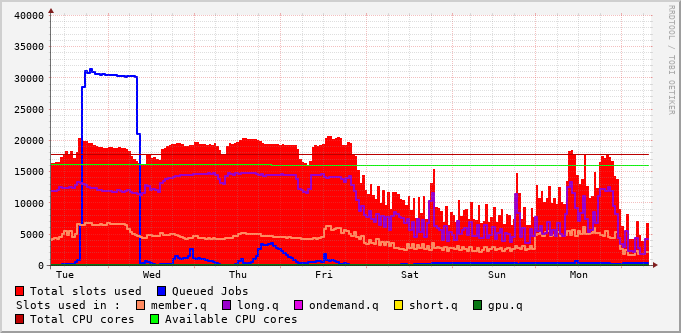 RRDTOOL / TOBI OETIKER
40000
35000
30000
25000
20000
15000
10000
5000
0
Tue Wed Thu Fri Sat Sun Mon
Total slots used Queued Jobs
Slots used in : member.q long.q ondemand.q short.q gpu.q
Total CPU cores Available CPU cores